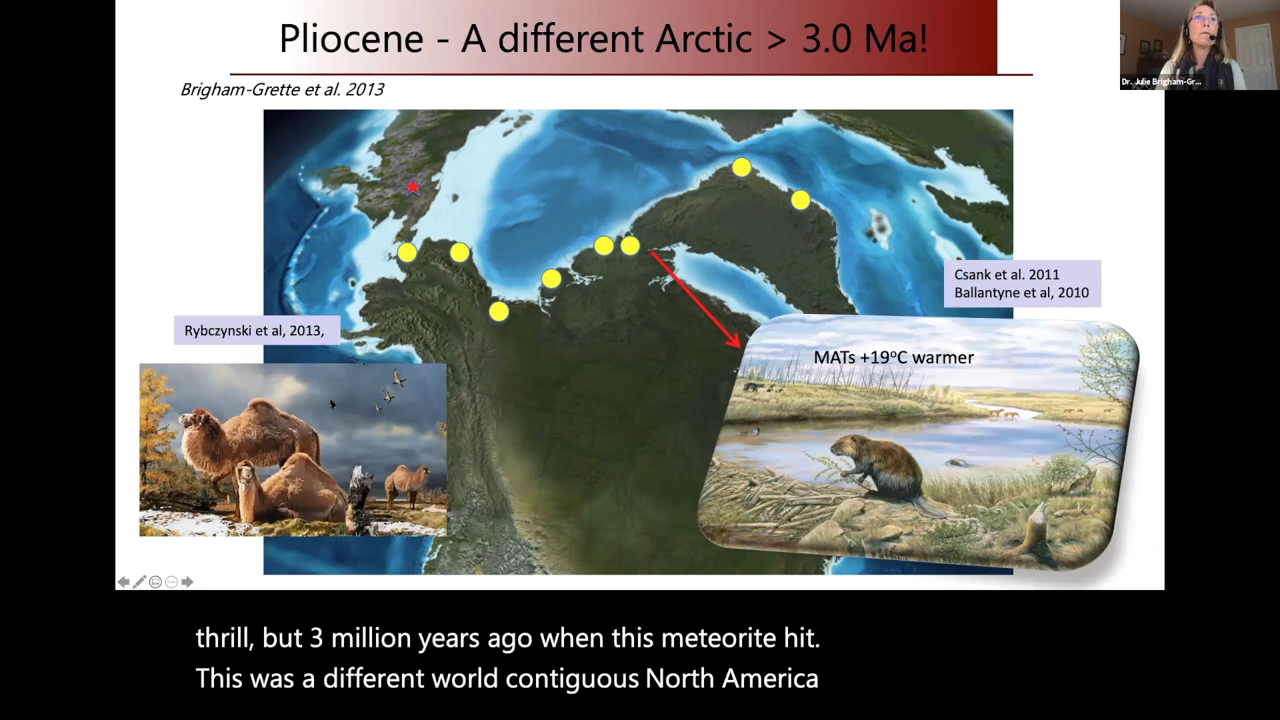 Pliocene - A different Arctic > 3.0 Ma!
Dr. Julie Brigham-Gr...
Brigham-Grette et al. 2013
Csank et al. 2011
Ballantyne et al, 2010
Rybczynski et al, 2013,
MATs +19°C warmer
thrill, but 3 million years ago when this meteorite hit.
This was a different world contiguous North America